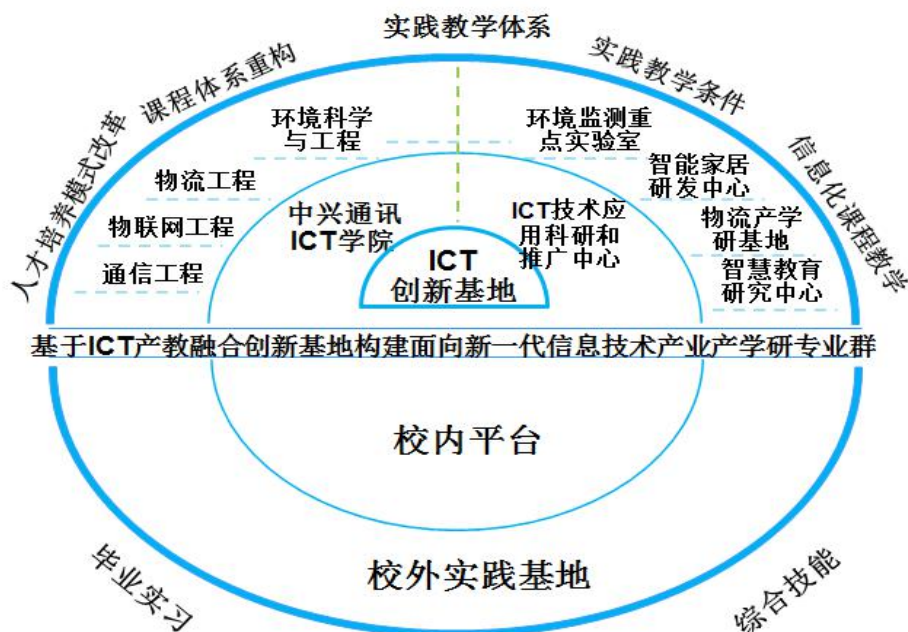 实践教学体系
课程体系重构
实践教学条件
人才培养模式改革
信息化课程教学
环境科学
与工程
物流工程
物联网工程
通信工程
环境监测重
点实验室
智能家居
研发中心
物流产学
研基地
智慧教育
研究中心
中兴通讯
ICT学院
ICT技术应
用科研和
推广中心
ICT
创新基地
基于ICT产教融合创新基地构建面向新一代信息技术产业产学研专业群
校内平台
校外实践基地
毕业实习
综合技能